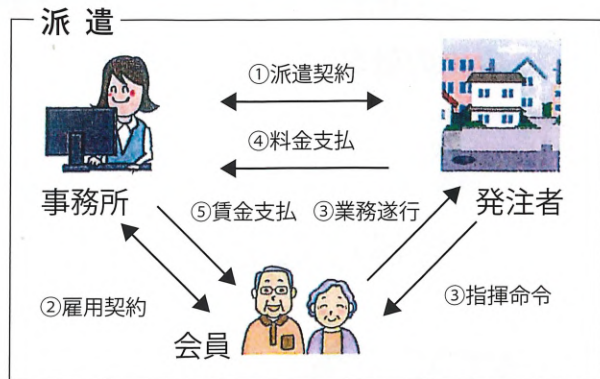 派遣
①派遣契約
④料金支払
事務所
発注者
⑤賃金支払
③業務遂行
②雇用契約
③指揮命令
会員